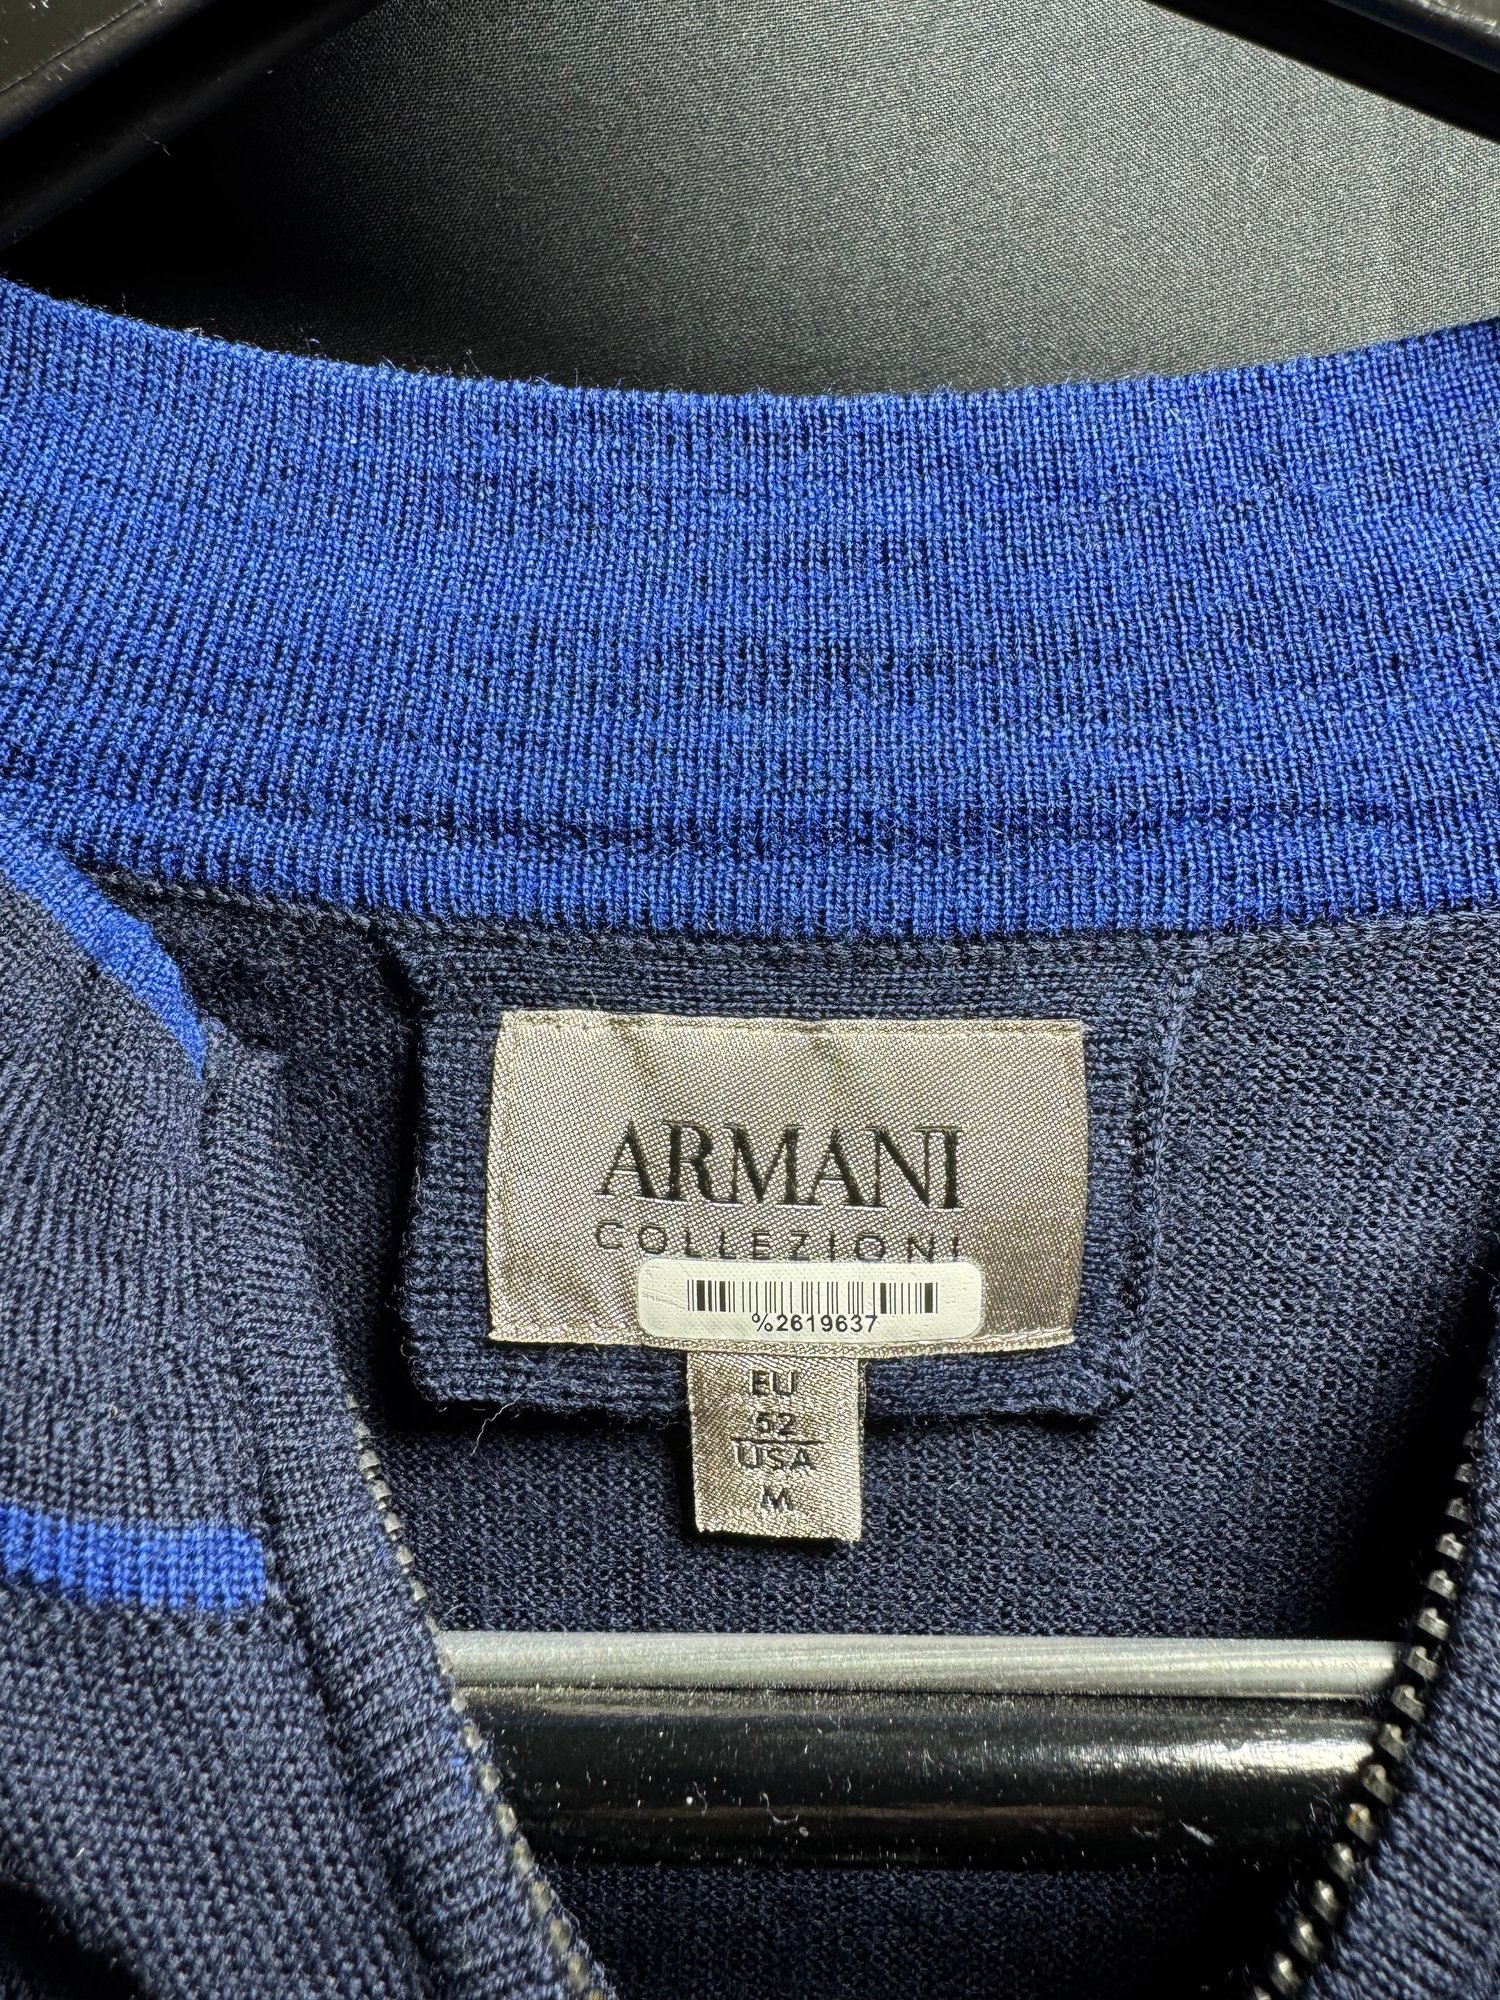 ARMANI
COLLEZIONI
%2619637
EU
52
USA
M